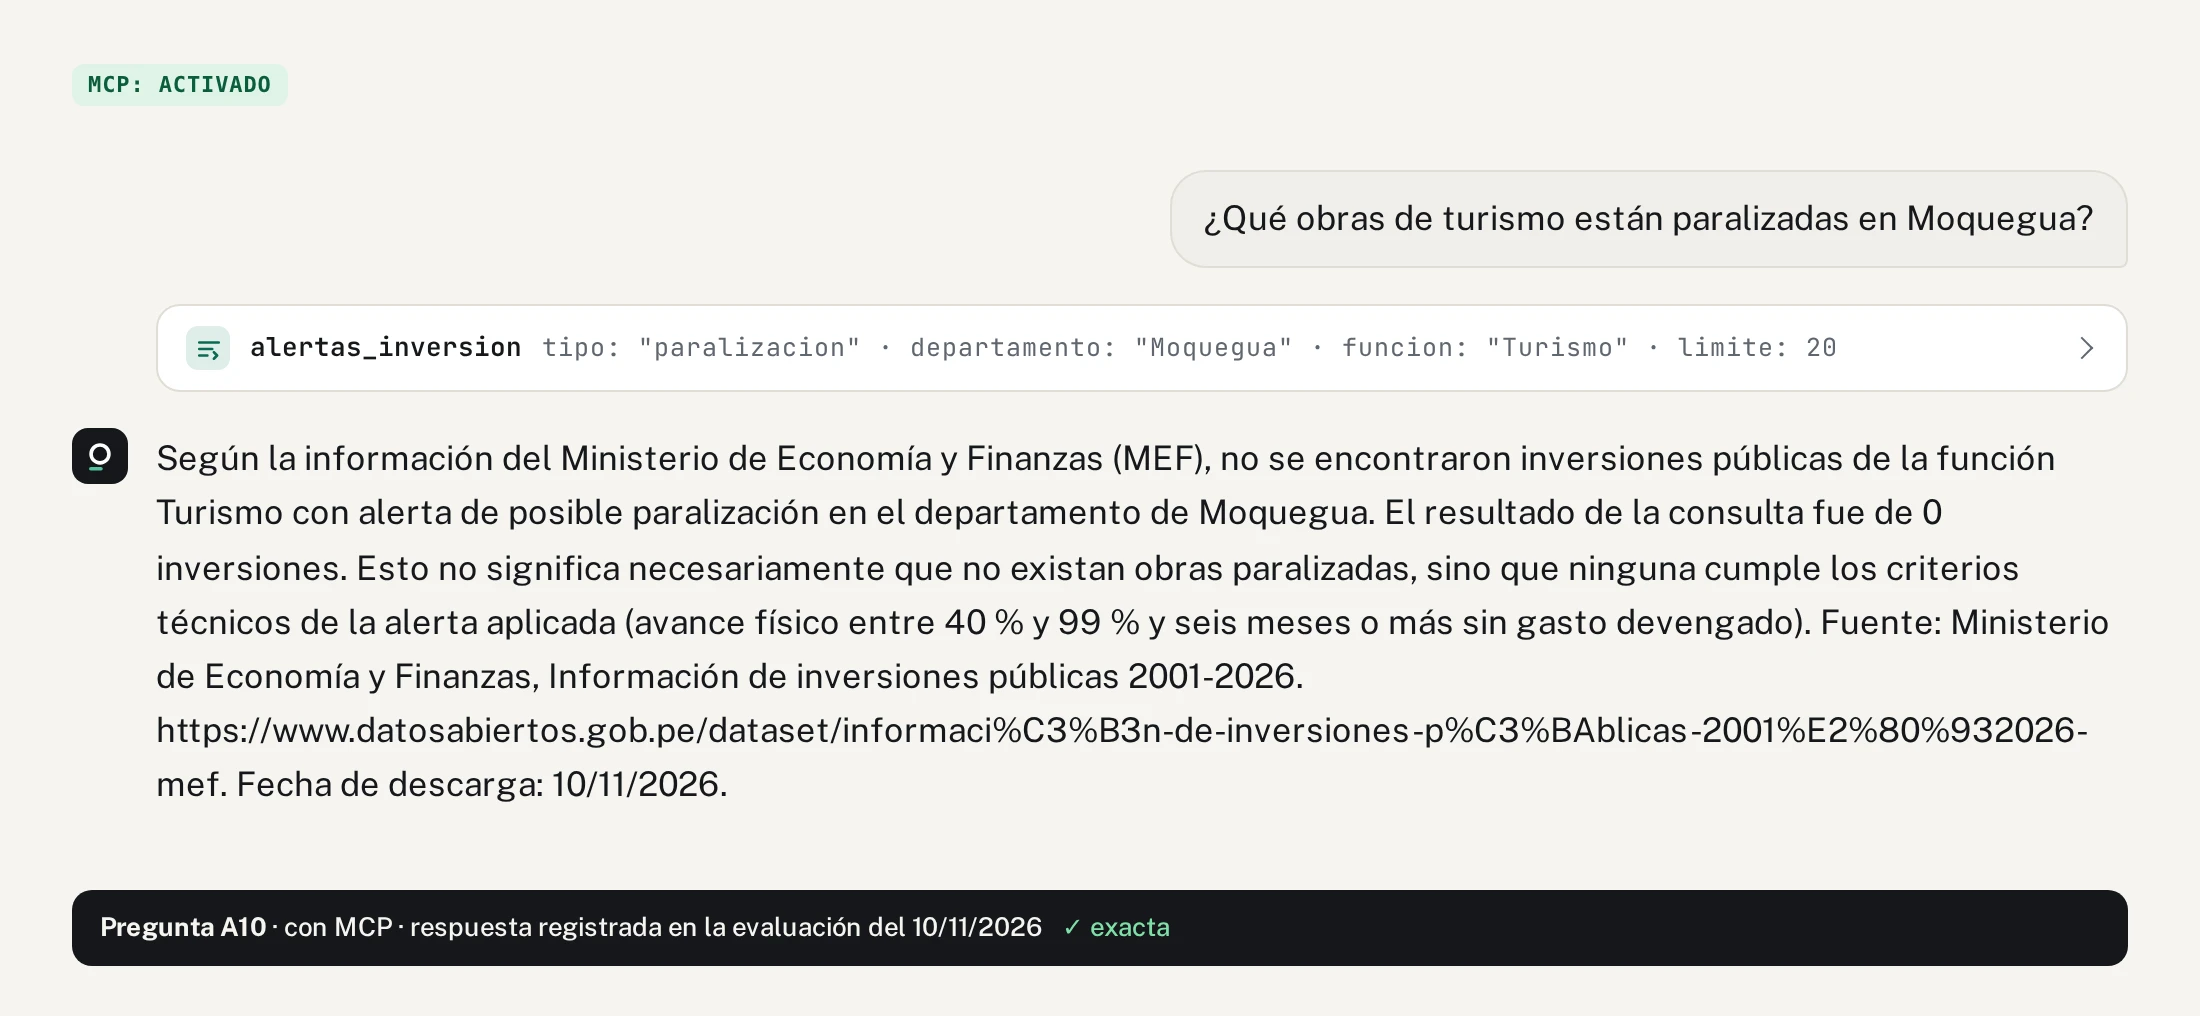 MCP: ACTIVADO
¿Qué obras de turismo están paralizadas en Moquegua?
alertas_inversion tipo: "paralizacion" · departamento: "Moquegua" · funcion: "Turismo" · limite: 20
Según la información del Ministerio de Economía y Finanzas (MEF), no se encontraron inversiones públicas de la función
Turismo con alerta de posible paralización en el departamento de Moquegua. El resultado de la consulta fue de 0
inversiones. Esto no significa necesariamente que no existan obras paralizadas, sino que ninguna cumple los criterios
técnicos de la alerta aplicada (avance físico entre 40 % y 99 % y seis meses o más sin gasto devengado). Fuente: Ministerio
de Economía y Finanzas, Información de inversiones públicas 2001-2026.
https://www.datosabiertos.gob.pe/dataset/informaci%C3%B3n-de-inversiones-p%C3%BAblicas-2001%E2%80%932026-
mef. Fecha de descarga: 10/11/2026.
Pregunta A10 · con MCP · respuesta registrada en la evaluación del 10/11/2026 ✓ exacta